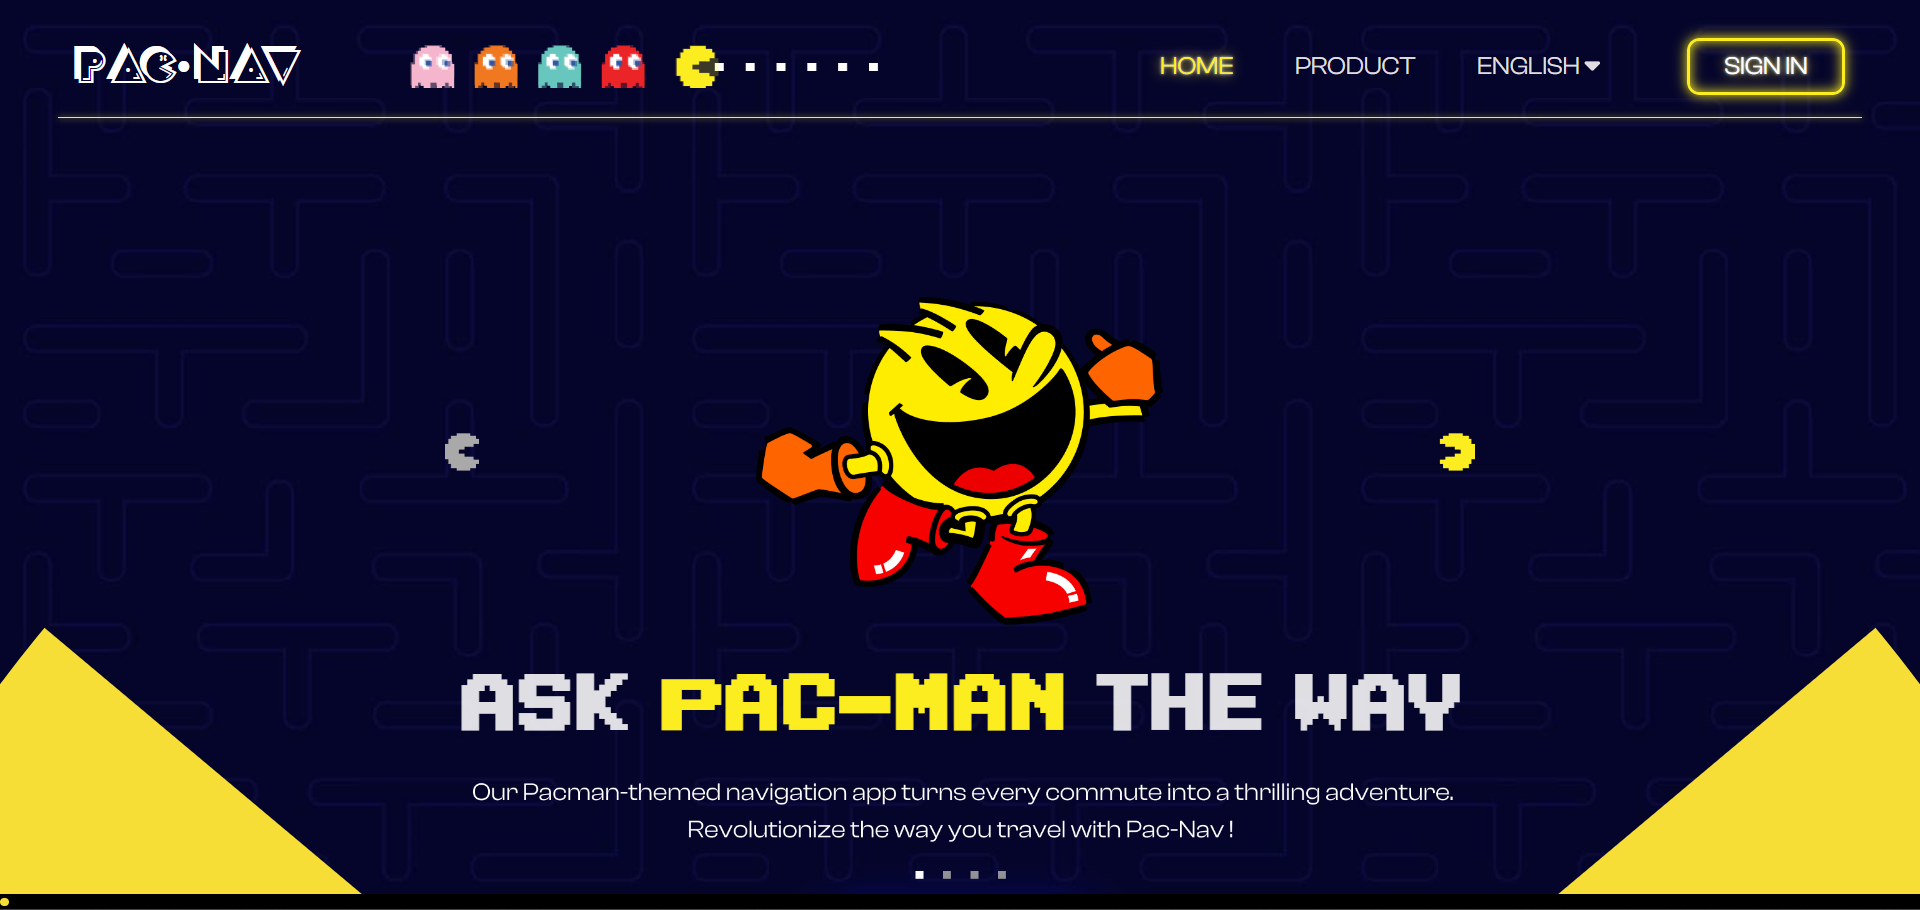 PAC•NAV
HOME
PRODUCT
ENGLISH
SIGN IN
ASK PAC-MAN THE WAY
Our Pacman-themed navigation app turns every commute into a thrilling adventure.
Revolutionize the way you travel with Pac-Nav !